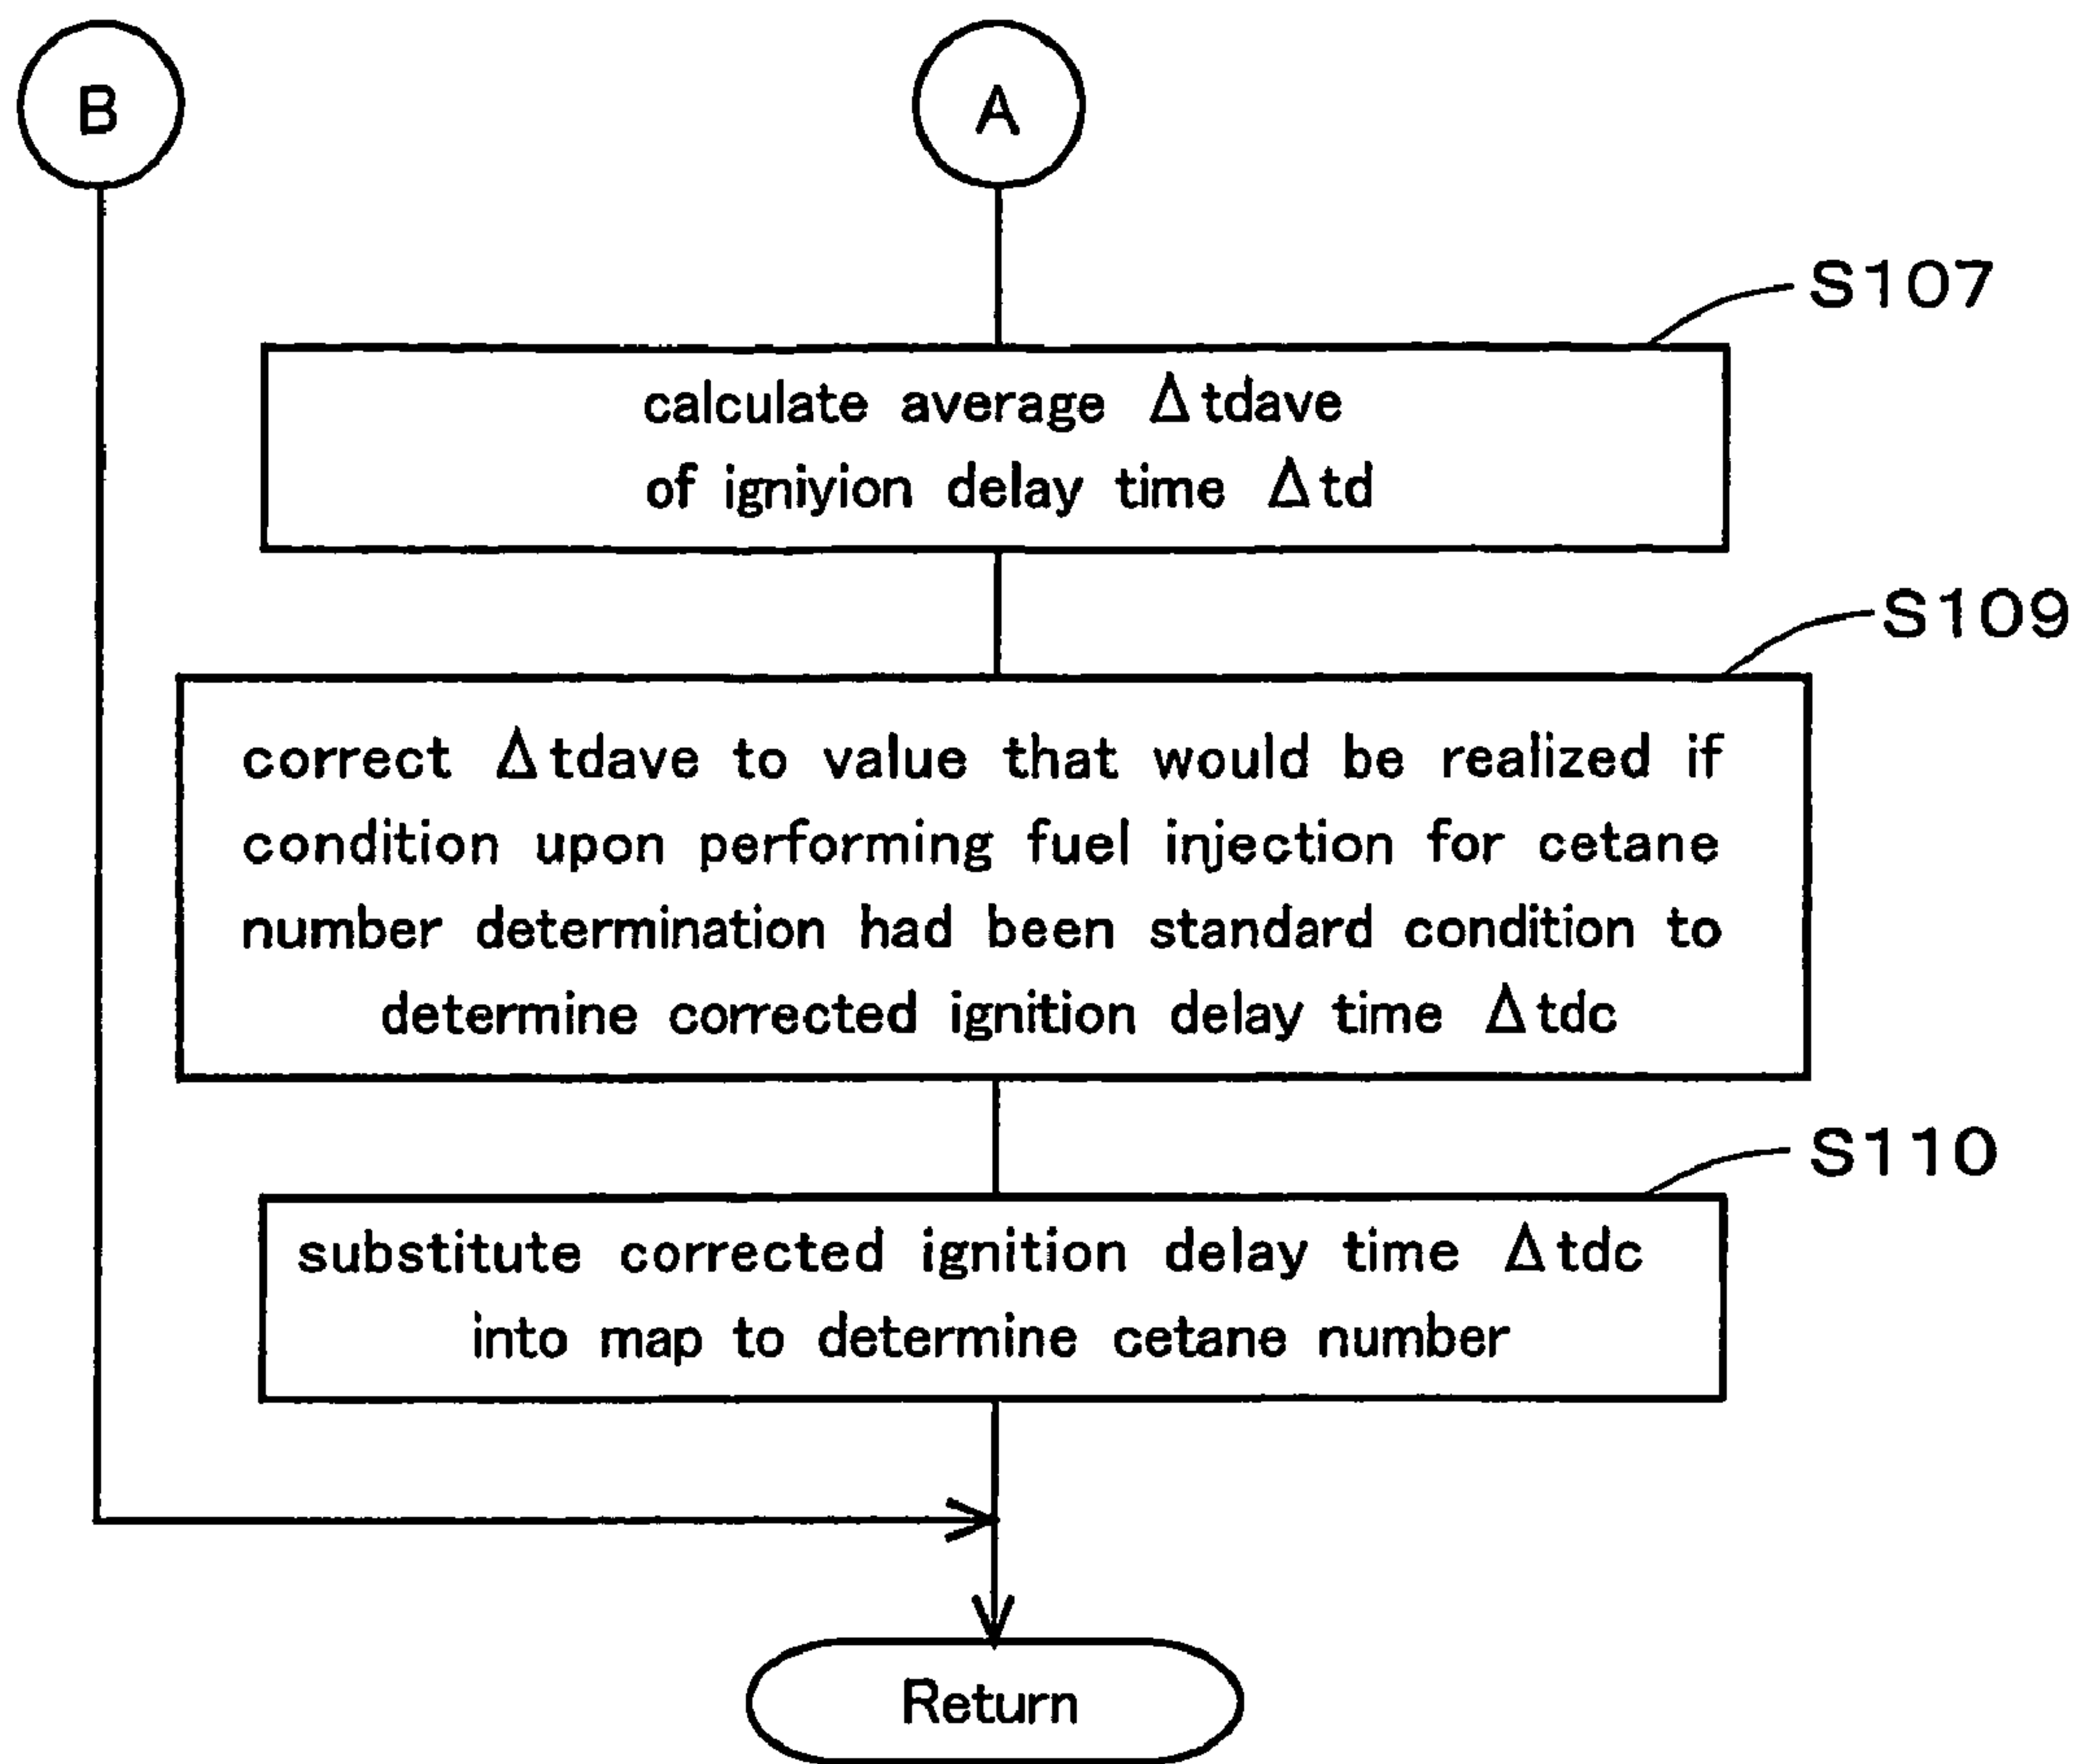 B
A
S107
calculate average Δtdave
of igniyion delay time Δtd
S109
correct Δtdave to value that would be realized if
condition upon performing fuel injection for cetane
number determination had been standard condition to
determine corrected ignition delay time Δtdc
S110
substitute corrected ignition delay time Δtdc
into map to determine cetane number
Return